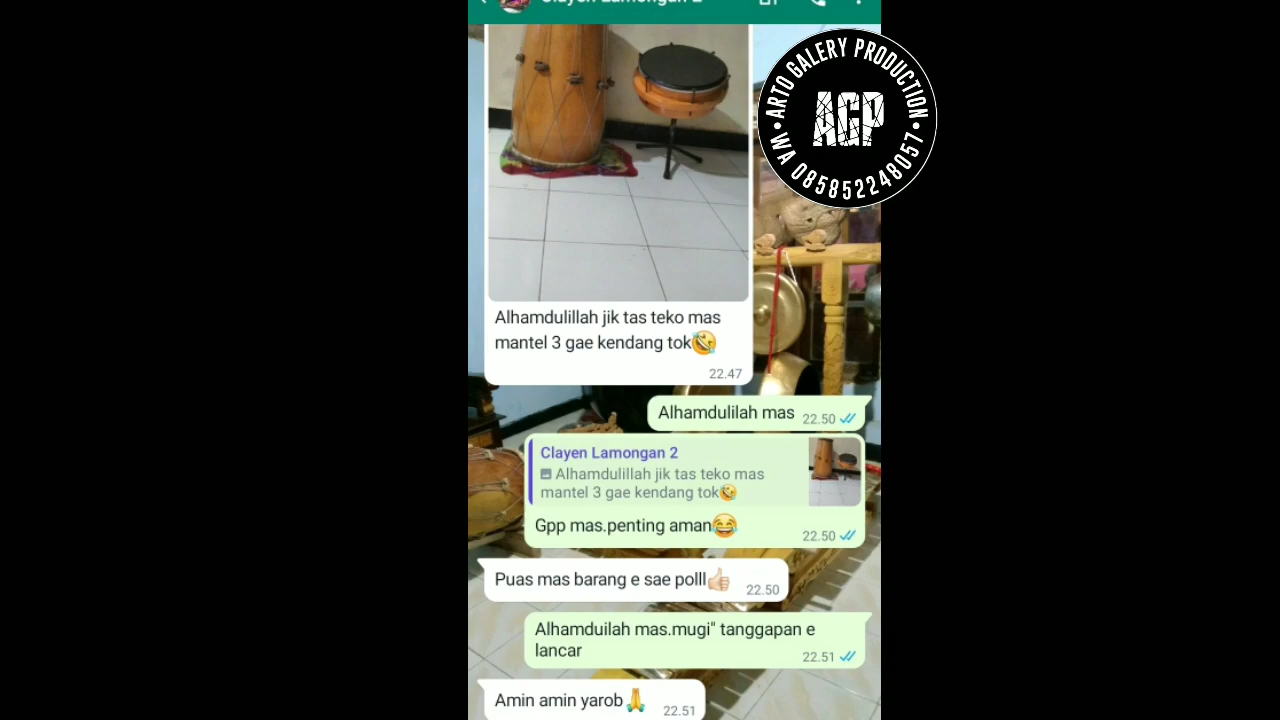 Clayen Lamongan 2
ARTO GALERY PRODUCTION
AGP
WA 085852248057
Alhamdulillah jik tas teko mas
mantel 3 gae kendang tok🤣
22.47
Alhamdulilah mas
22.50
Clayen Lamongan 2
Alhamdulillah jik tas teko mas
mantel 3 gae kendang tok🤣
Gpp mas.penting aman😂
22.50
Puas mas barang e sae polll👍🏻
22.50
Alhamduilah mas.mugi" tanggapan e
lancar
22.51
Amin amin yarob🙏
22.51